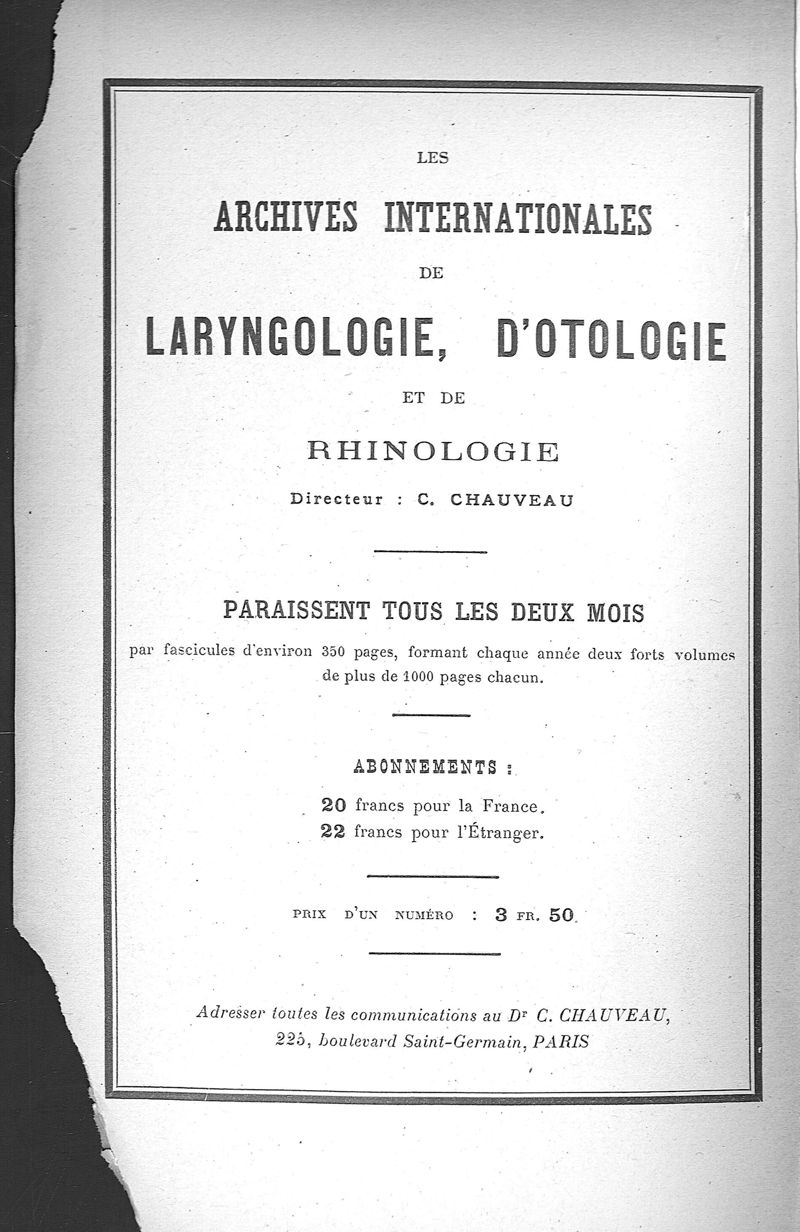 LES
ARCHIVES INTERNATIONALES
DE
LARYNGOLOGIE, D'OTOLOGIE
ET DE
RHINOLOGIE
Directeur : C. CHAUVEAU
PARAISSENT TOUS LES DEUX MOIS
par fascicules d'environ 350 pages, formant chaque année deux forts volumes
de plus de 1000 pages chacun.
ABONNEMENTS :
20 francs pour la France.
22 francs pour l'Étranger.
PRIX D'UN NUMÉRO : 3 FR. 50
Adresser toutes les communications au Dr C. CHAUVEAU,
225, boulevard Saint-Germain, PARIS